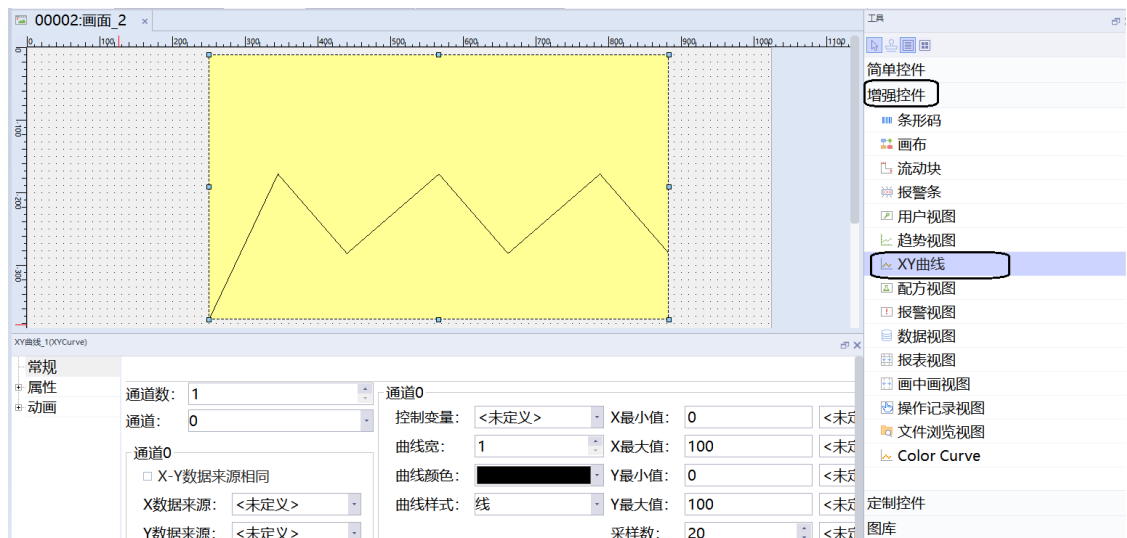 00002:画面_2 ×
0 100 200 300 400 500 600 700 800 900 1000 1100
0
100
200
300
工具
简单控件
增强控件
条形码
画布
流动块
报警条
用户视图
趋势视图
XY曲线
配方视图
报警视图
数据视图
报表视图
画中画视图
操作记录视图
文件浏览视图
Color Curve
定制控件
图库
XY曲线_1(XYCurve)
常规
属性
动画
通道数: 1
通道: 0
通道0
X-Y数据来源相同
X数据来源: <未定义>
Y数据来源: <未定义>
通道0
控制变量: <未定义> X最小值: 0 <未定
曲线宽: 1 X最大值: 100 <未定
曲线颜色: Y最小值: 0 <未定
曲线样式: 线 Y最大值: 100 <未定
采样数: 20 <未定